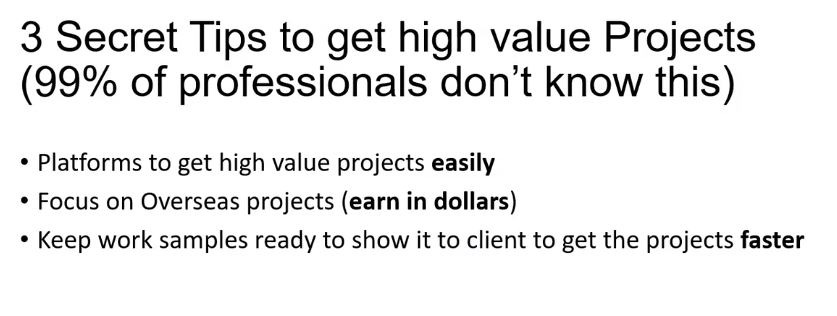 3 Secret Tips to get high value Projects
(99% of professionals don’t know this)
• Platforms to get high value projects easily
• Focus on Overseas projects (earn in dollars)
• Keep work samples ready to show it to client to get the projects faster